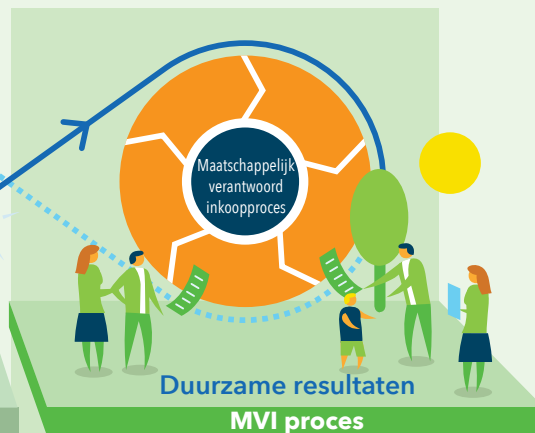 Maatschappelijk
verantwoord
inkoopproces
Duurzame resultaten
MVI proces